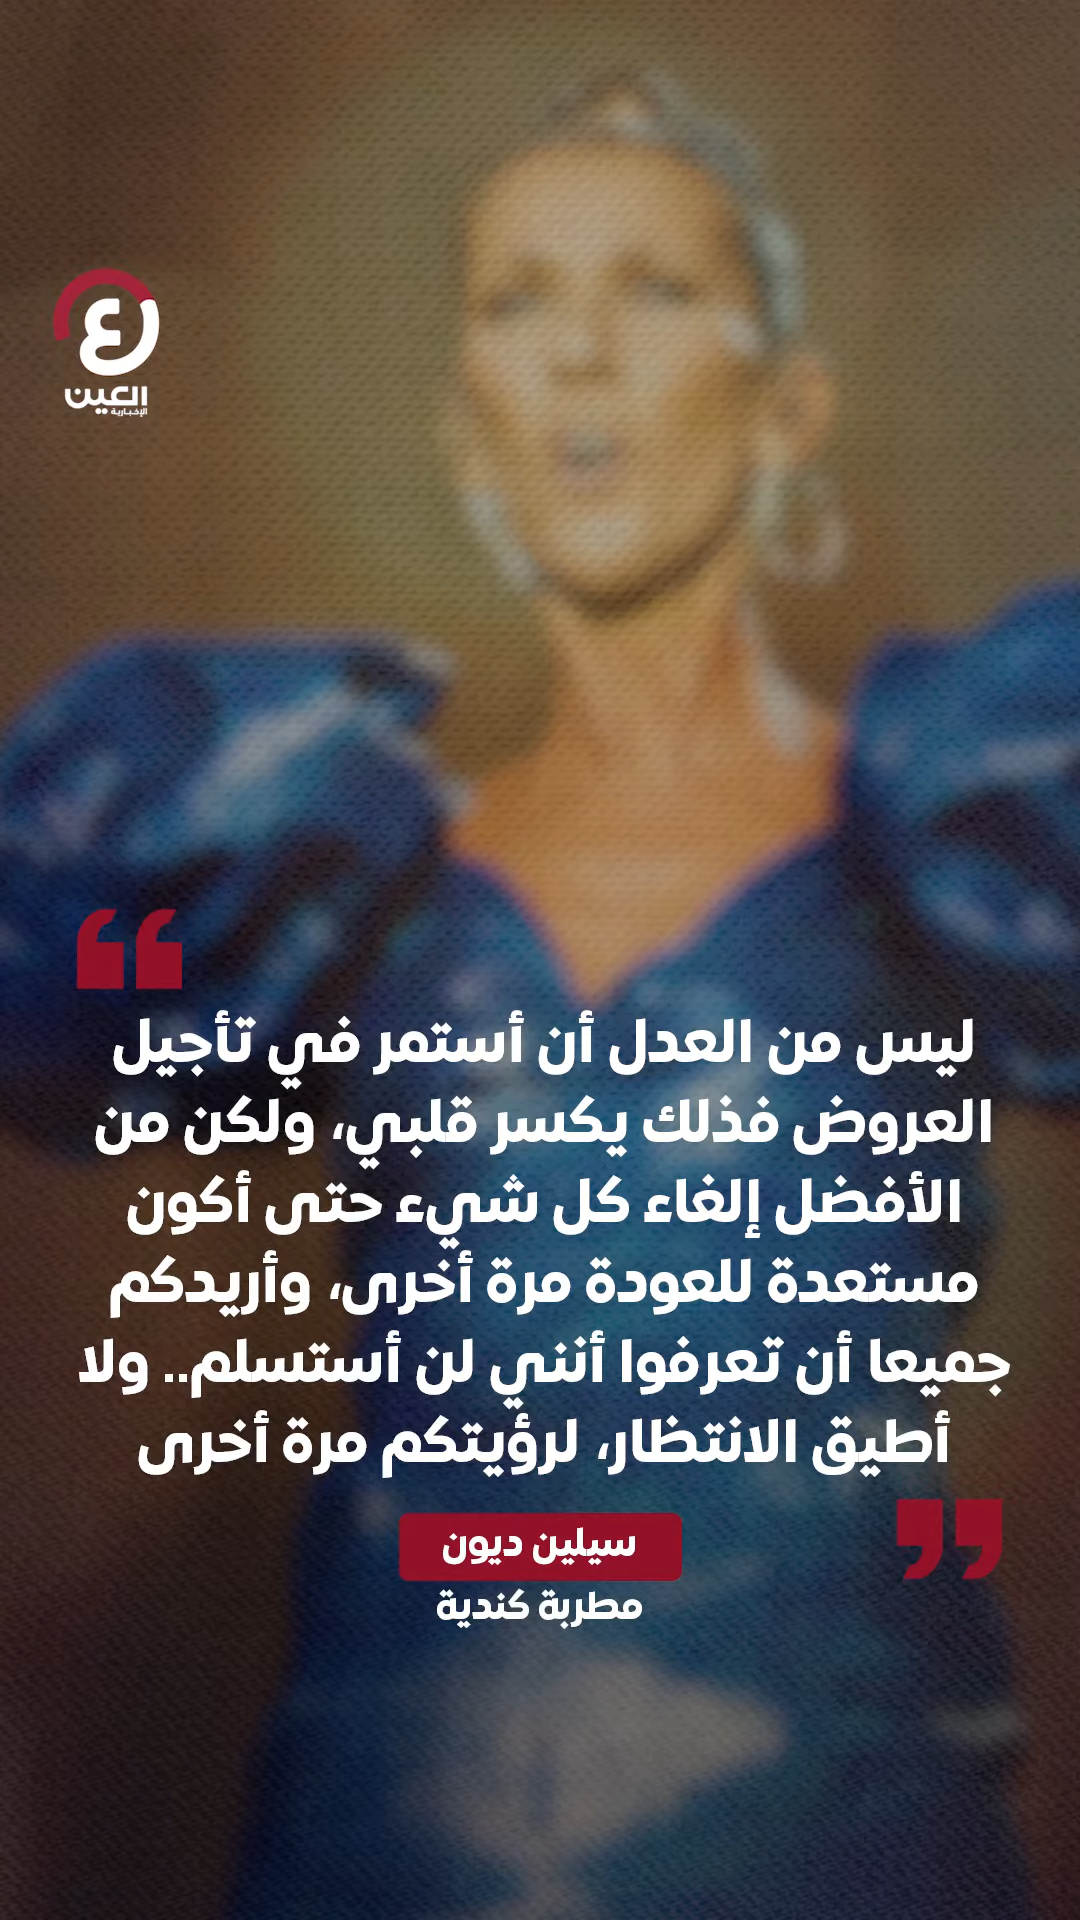 ع
العين
الإخبارية
ليس من العدل أن أستمر في تأجيل
العروض فذلك يكسر قلبي، ولكن من
الأفضل إلغاء كل شيء حتى أكون
مستعدة للعودة مرة أخرى، وأريدكم
جميعا أن تعرفوا أنني لن أستسلم.. ولا
أطيق الانتظار، لرؤيتكم مرة أخرى
سيلين ديون
مطربة كندية